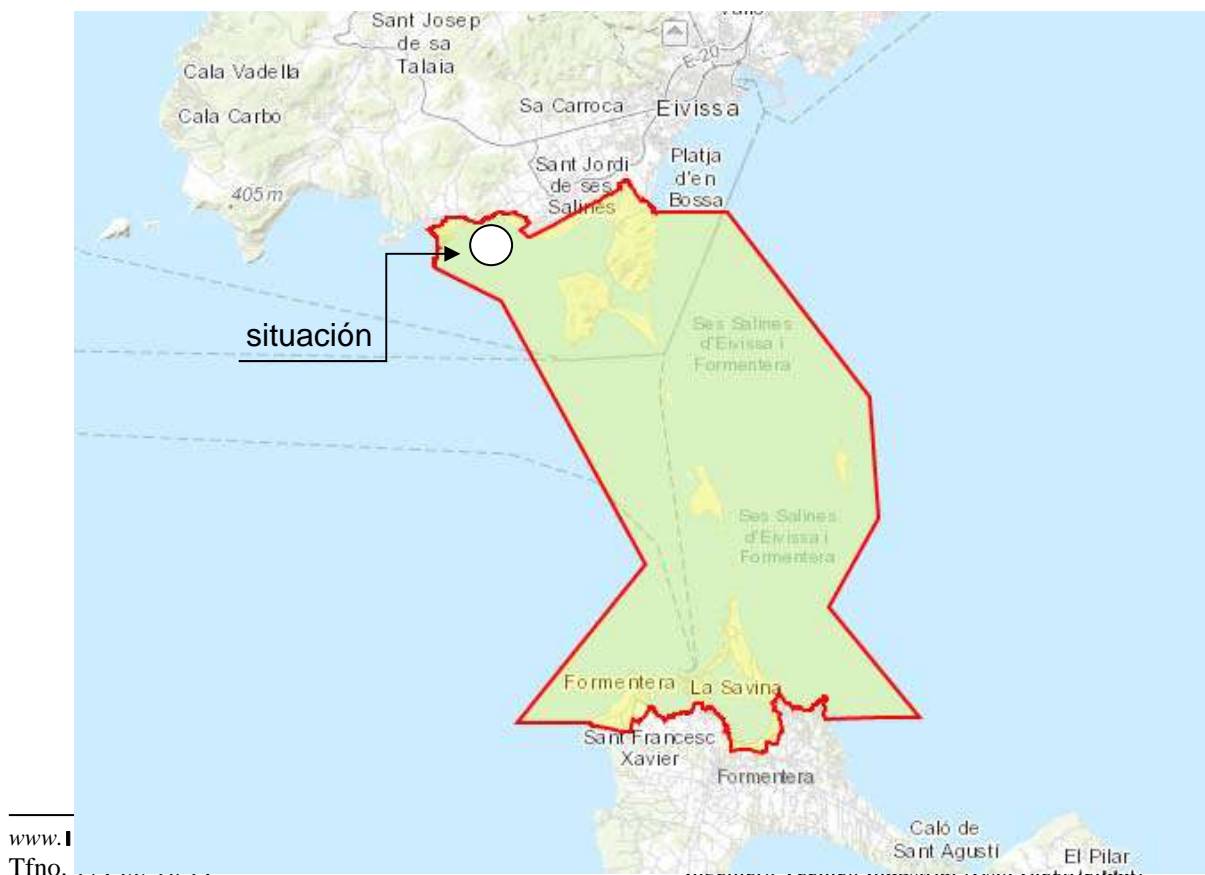 Sant Josep
de sa
Talaia
Cala Vadella
E-20
Cala Carbó
Sa Carroca
Eivissa
Sant Jordi
de ses
Salines
Platja
d'en
Bossa
405 m
situación
Ses Salines
d'Eivissa i
Formentera
Ses Salines
d'Eivissa i
Formentera
Formentera
La Savina
Sant Francesc
Xavier
Formentera
Caló de
Sant Agustí
El Pilar
www.
Tfno.